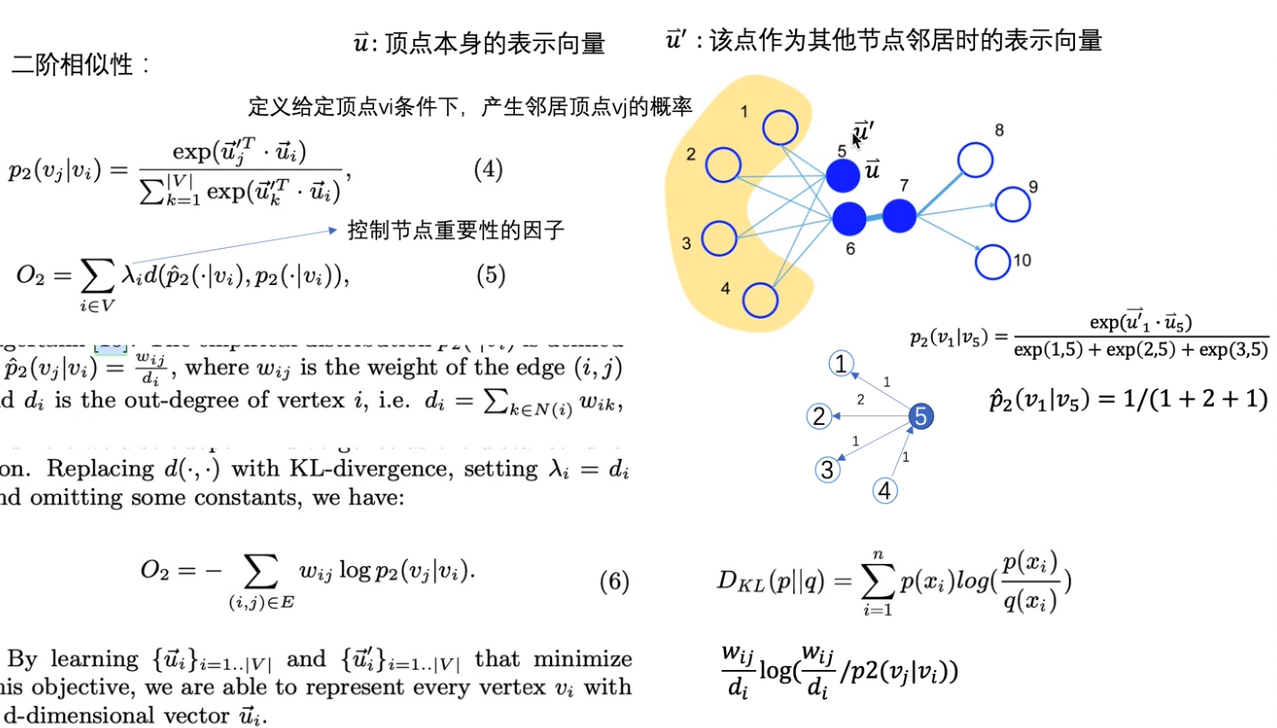 $\vec{u}$: 顶点本身的表示向量
$\vec{u}'$ : 该点作为其他节点邻居时的表示向量
二阶相似性：
定义给定顶点vi条件下，产生邻居顶点vj的概率
$p_2(v_j|v_i) = \frac{\exp(\vec{u}_j'^T \cdot \vec{u}_i)}{\sum_{k=1}^{|V|} \exp(\vec{u}_k'^T \cdot \vec{u}_i)},$ (4)
控制节点重要性的因子
$O_2 = \sum_{i \in V} \lambda_i d(\hat{p}_2(\cdot|v_i), p_2(\cdot|v_i)),$ (5)
$\hat{p}_2(v_j|v_i) = \frac{w_{ij}}{d_i}$, where $w_{ij}$ is the weight of the edge $(i, j)$
d $d_i$ is the out-degree of vertex $i$, i.e. $d_i = \sum_{k \in N(i)} w_{ik}$,
on. Replacing $d(\cdot, \cdot)$ with KL-divergence, setting $\lambda_i = d_i$
nd omitting some constants, we have:
$O_2 = - \sum_{(i,j) \in E} w_{ij} \log p_2(v_j|v_i).$ (6)
By learning $\{\vec{u}_i\}_{i=1..|V|}$ and $\{\vec{u}_i'\}_{i=1..|V|}$ that minimize
his objective, we are able to represent every vertex $v_i$ with
d-dimensional vector $\vec{u}_i$.
1
2
3
4
5
$\vec{u}'$
$\vec{u}$
6
7
8
9
10
$p_2(v_1|v_5) = \frac{\exp(\vec{u'}_1 \cdot \vec{u}_5)}{\exp(1,5) + \exp(2,5) + \exp(3,5)}$
$\hat{p}_2(v_1|v_5) = 1/(1 + 2 + 1)$
1
1
2
2
5
1
3
1
4
$D_{KL}(p||q) = \sum_{i=1}^{n} p(x_i) log(\frac{p(x_i)}{q(x_i)})$
$\frac{w_{ij}}{d_i} \log(\frac{w_{ij}}{d_i} / p2(v_j|v_i))$